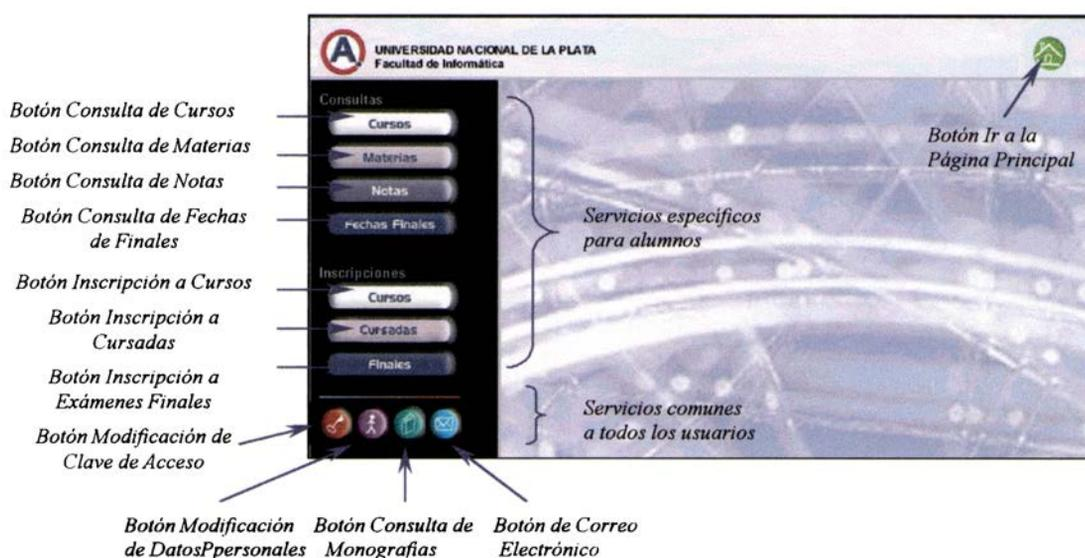 UNIVERSIDAD NACIONAL DE LA PLATA
Facultad de Informática
Consultas
Cursos
Materias
Notas
Fechas Finales
Inscripciones
Cursos
Cursadas
Finales
Botón Consulta de Cursos
Botón Consulta de Materias
Botón Consulta de Notas
Botón Consulta de Fechas
de Finales
Botón Inscripción a Cursos
Botón Inscripción a
Cursadas
Botón Inscripción a
Exámenes Finales
Botón Modificación de
Clave de Acceso
Botón Modificación
de DatosPpersonales
Botón Consulta de
Monografías
Botón de Correo
Electrónico
Servicios específicos
para alumnos
Servicios comunes
a todos los usuarios
Botón Ir a la
Página Principal
A